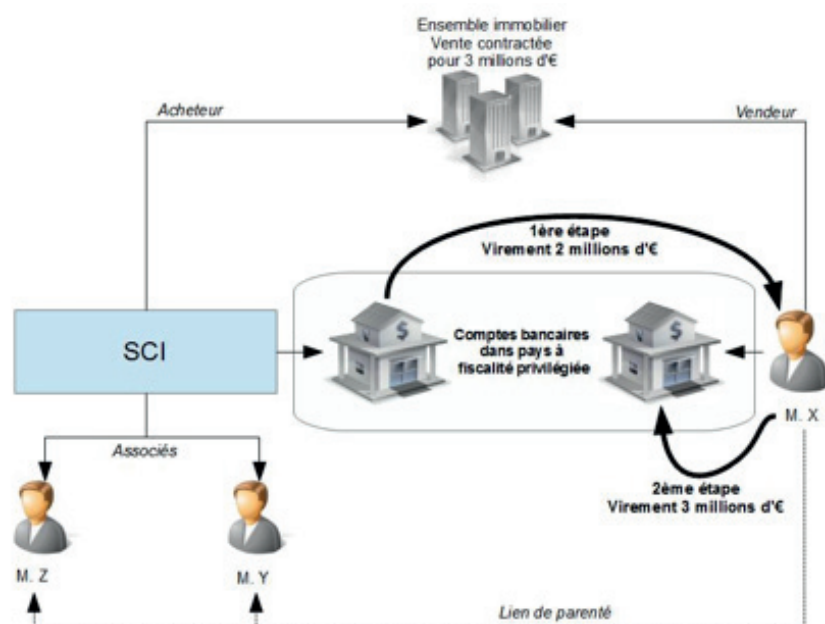 Ensemble immobilier
Vente contractée
pour 3 millions d'€
Acheteur
Vendeur
1ère étape
Virement 2 millions d'€
SCI
Comptes bancaires
dans pays à
fiscalité privilégiée
M. X
Associés
2ème étape
Virement 3 millions d'€
M. Z
M. Y
Lien de parenté